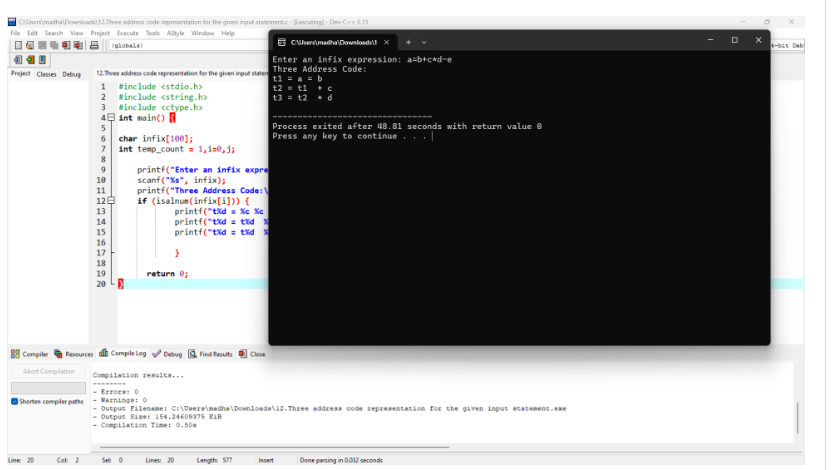 C:\Users\madha\Downloads\12.Three address code representation for the given input statement.c - [Executing] - Dev-C++ 5.11
File Edit Search View Project Execute Tools AStyle Window Help
(globals)
4-bit Deb
Project Classes Debug
12.Three address code representation for the given input staten
1 #include <stdio.h>
2 #include <string.h>
3 #include <ctype.h>
4 int main() {
5
6 char infix[100];
7 int temp_count = 1,i=0,j;
8
9 printf("Enter an infix expre
10 scanf("%s", infix);
11 printf("Three Address Code:\
12 if (isalnum(infix[i])) {
13 printf("t%d = %c %c
14 printf("t%d = t%d %
15 printf("t%d = t%d %
16
17 }
18
19 return 0;
20 }
C:\Users\madha\Downloads\1
Enter an infix expression: a=b+c*d-e
Three Address Code:
t1 = a = b
t2 = t1 + c
t3 = t2 * d
--------------------------------
Process exited after 48.81 seconds with return value 0
Press any key to continue . . .
Compiler Resources Compile Log Debug Find Results Close
Abort Compilation
Shorten compiler paths
Compilation results...
--------
- Errors: 0
- Warnings: 0
- Output Filename: C:\Users\madha\Downloads\12.Three address code representation for the given input statement.exe
- Output Size: 154.24609375 KiB
- Compilation Time: 0.50s
Line: 20 Col: 2 Sel: 0 Lines: 20 Length: 577 Insert Done parsing in 0.032 seconds